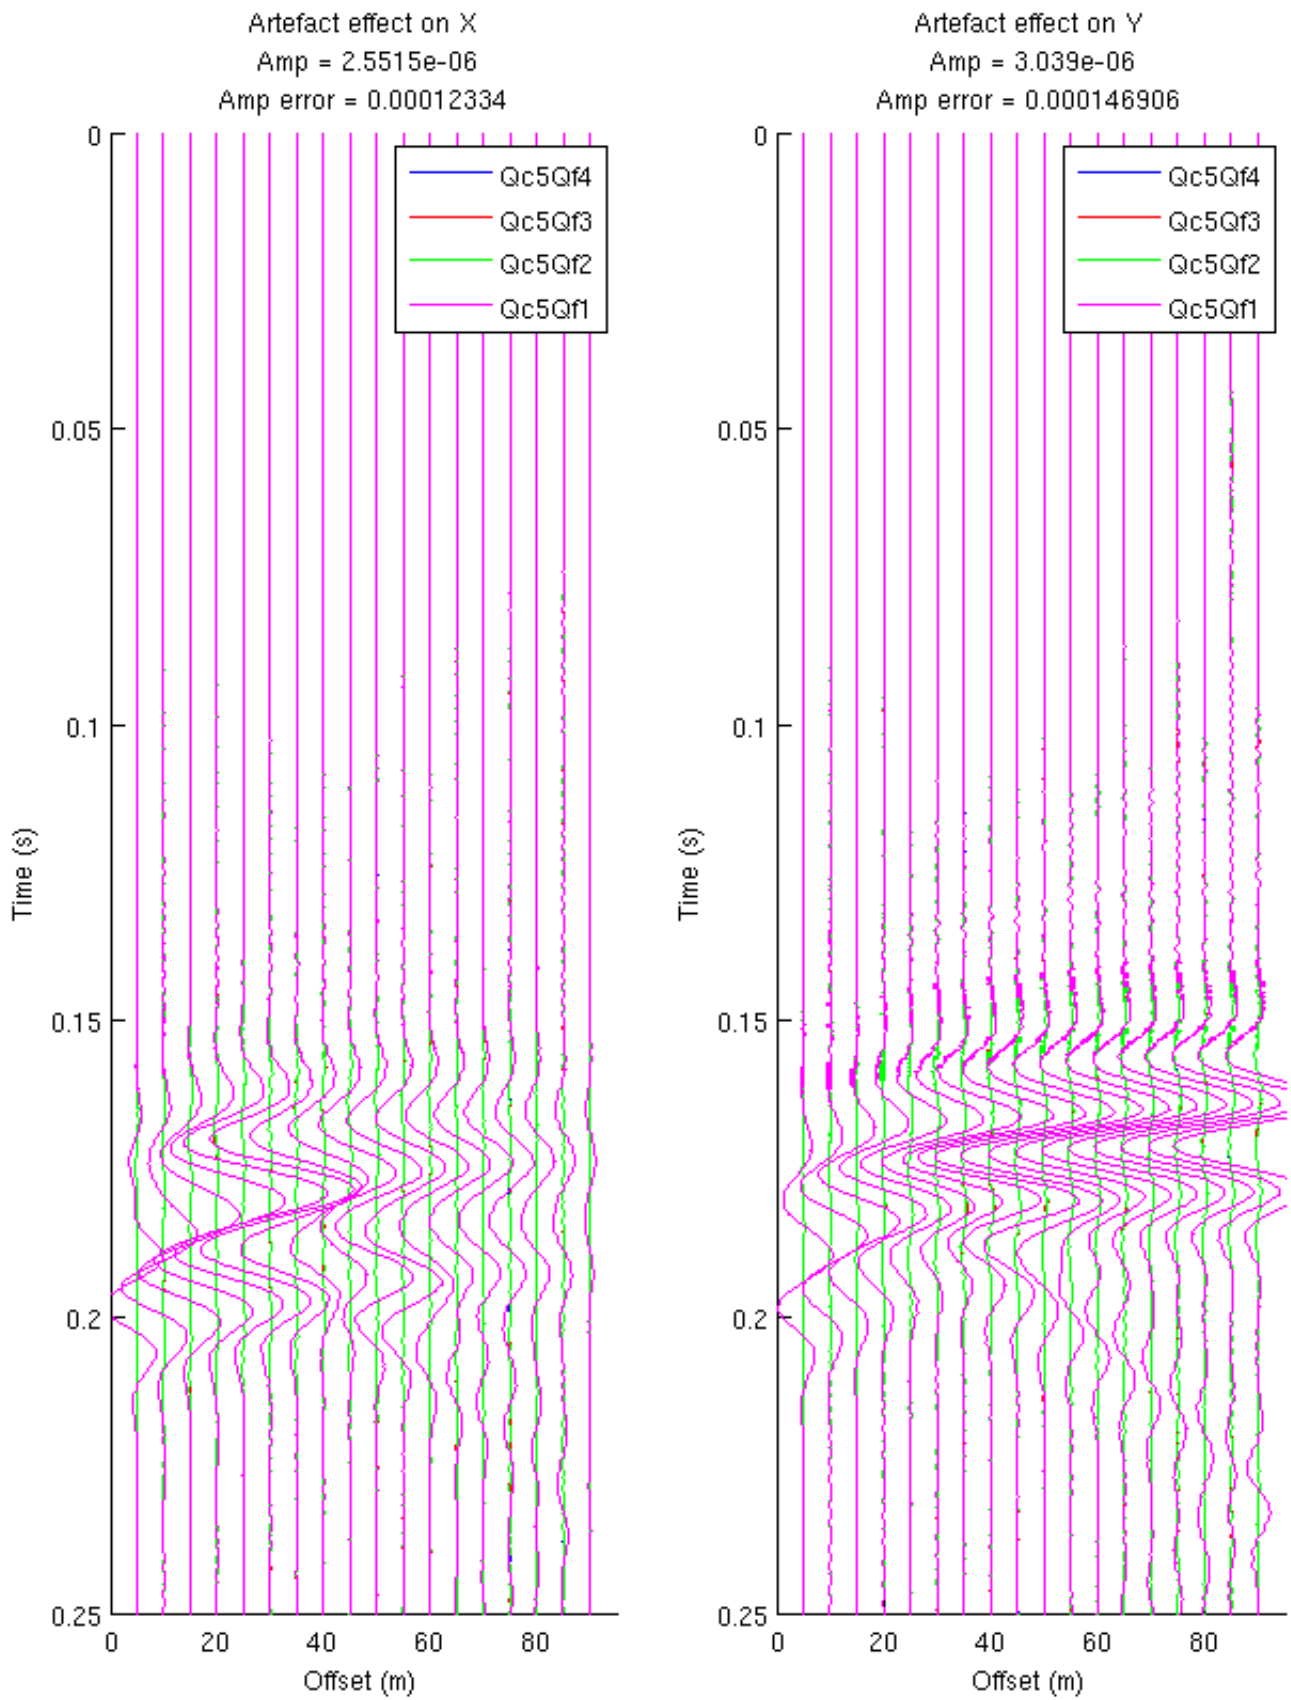 Artefact effect on X
Amp = 2.5515e-06
Amp error = 0.00012334
Qc5Qf4
Qc5Qf3
Qc5Qf2
Qc5Qf1
0
0.05
0.1
0.15
0.2
0.25
Time (s)
0
20
40
60
80
Offset (m)
Artefact effect on Y
Amp = 3.039e-06
Amp error = 0.000146906
Qc5Qf4
Qc5Qf3
Qc5Qf2
Qc5Qf1
0
0.05
0.1
0.15
0.2
0.25
Time (s)
0
20
40
60
80
Offset (m)